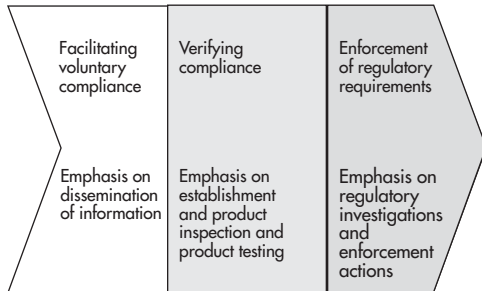 Facilitating
voluntary
compliance
Emphasis on
dissemination
of information
Verifying
compliance
Emphasis on
establishment
and product
inspection and
product testing
Enforcement
of regulatory
requirements
Emphasis on
regulatory
investigations
and
enforcement
actions